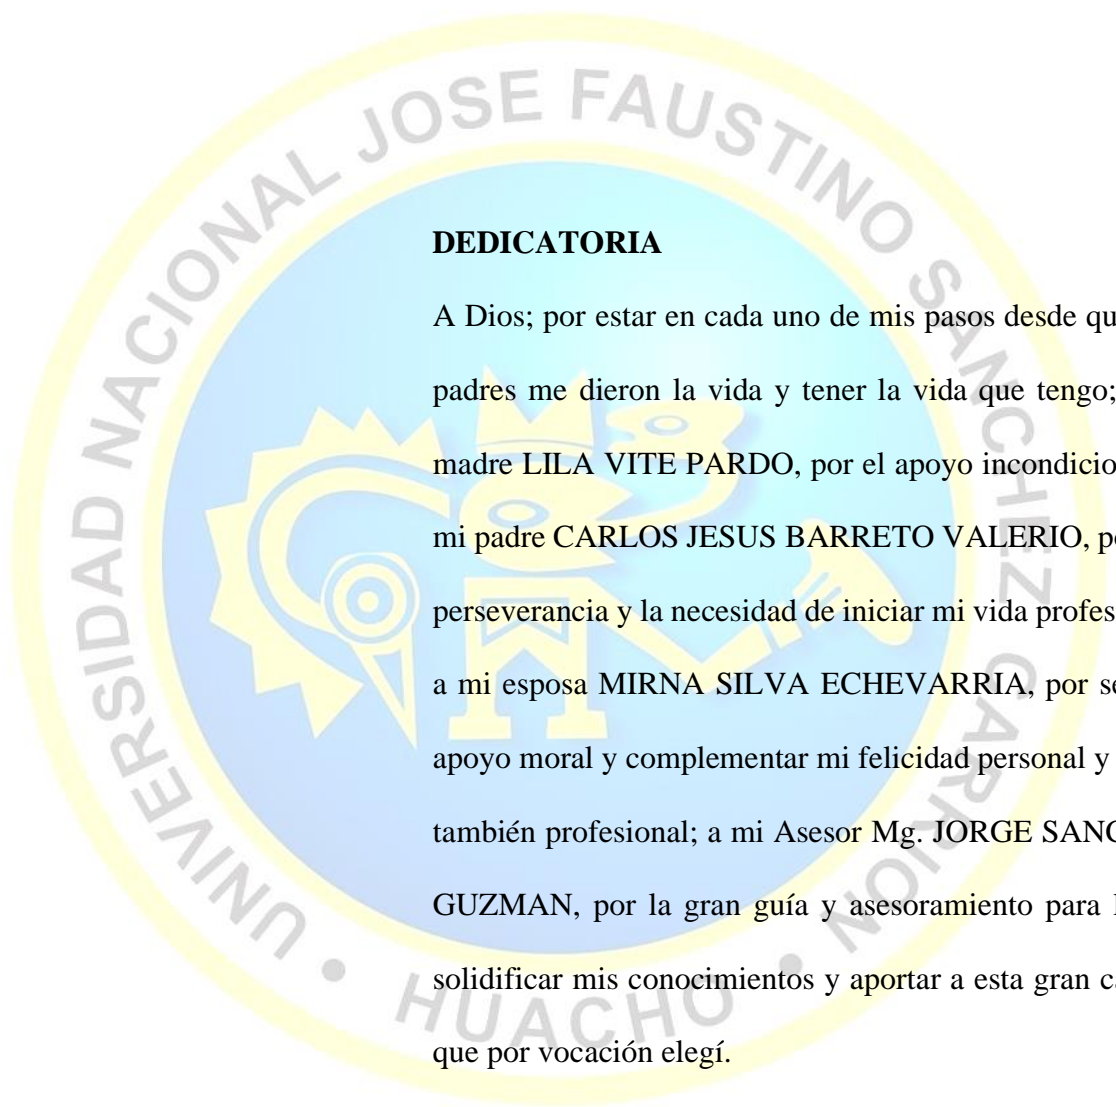 UNIVERSIDAD NACIONAL JOSE FAUSTINO SANCHEZ CARRION • HUACHO •
DEDICATORIA
A Dios; por estar en cada uno de mis pasos desde
padres me dieron la vida y tener la vida que tengo;
madre LILA VITE PARDO, por el apoyo
mi padre CARLOS JESUS BARRETO VALERIO,
perseverancia y la necesidad de iniciar mi vida
a mi esposa MIRNA SILVA ECHEVARRIA, por
apoyo moral y complementar mi felicidad personal y
también profesional; a mi Asesor Mg. JORGE
GUZMAN, por la gran guía y asesoramiento para
solidificar mis conocimientos y aportar a esta gran
que por vocación elegí.